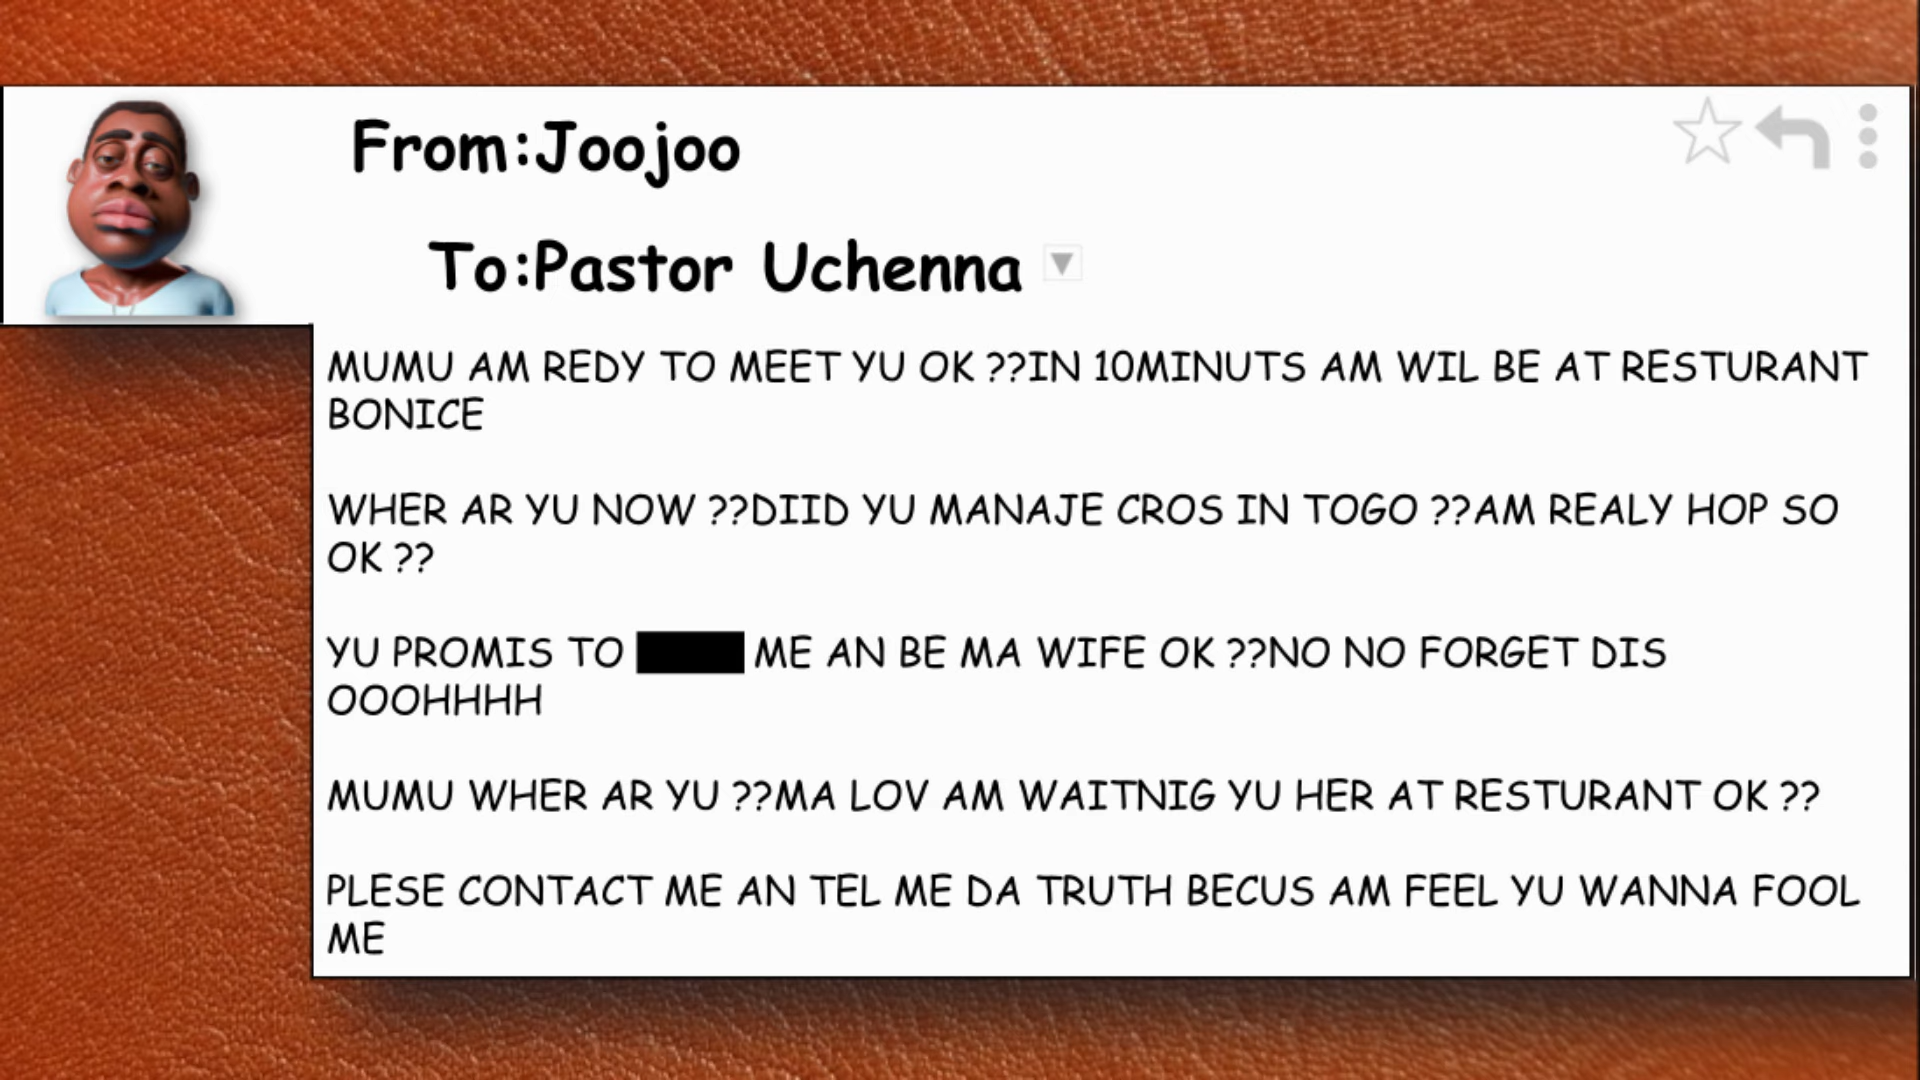 From:Joojoo
To:Pastor Uchenna
MUMU AM REDY TO MEET YU OK ??IN 10MINUTS AM WIL BE AT RESTURANT
BONICE
WHER AR YU NOW ??DIID YU MANAJE CROS IN TOGO ??AM REALY HOP SO
OK ??
YU PROMIS TO ME AN BE MA WIFE OK ??NO NO FORGET DIS
OOOHHHH
MUMU WHER AR YU ??MA LOV AM WAITNIG YU HER AT RESTURANT OK ??
PLESE CONTACT ME AN TEL ME DA TRUTH BECUS AM FEEL YU WANNA FOOL
ME